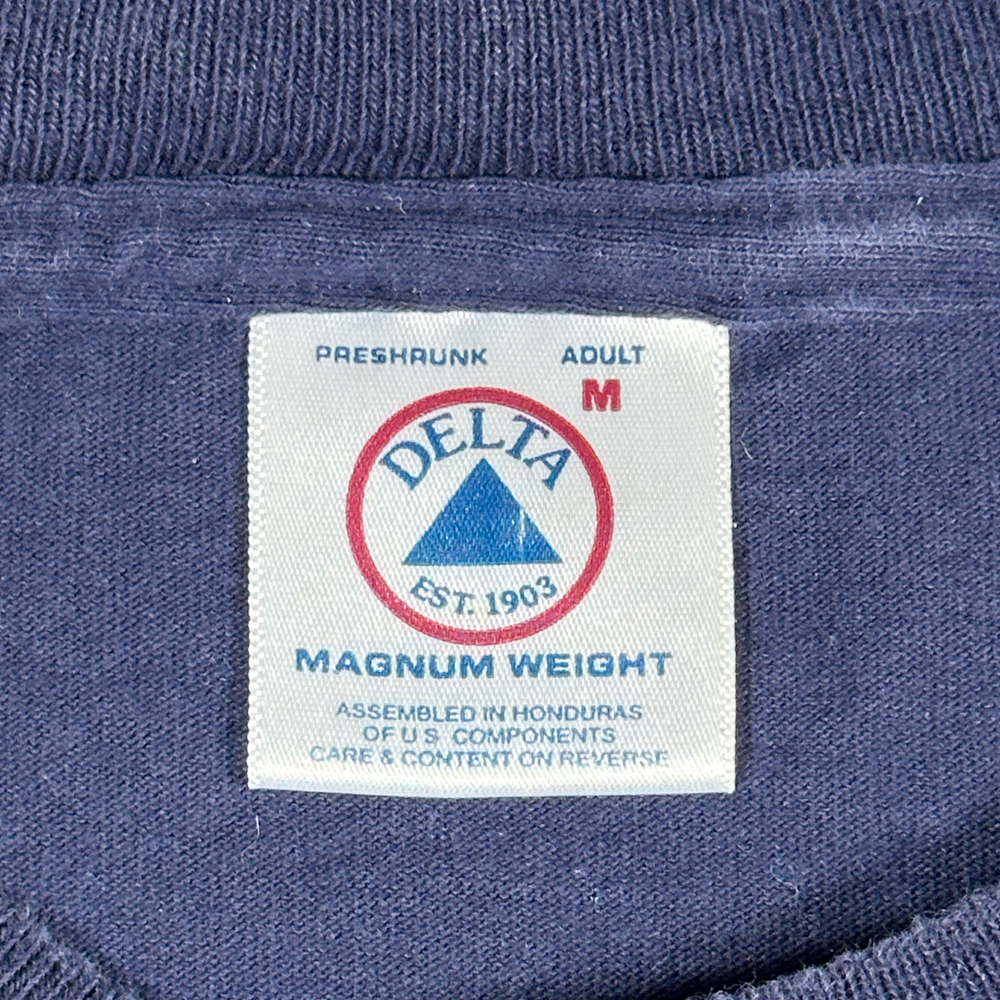 PRESHRUNK ADULT
M
DELTA
EST. 1903
MAGNUM WEIGHT
ASSEMBLED IN HONDURAS
OF U S COMPONENTS
CARE & CONTENT ON REVERSE